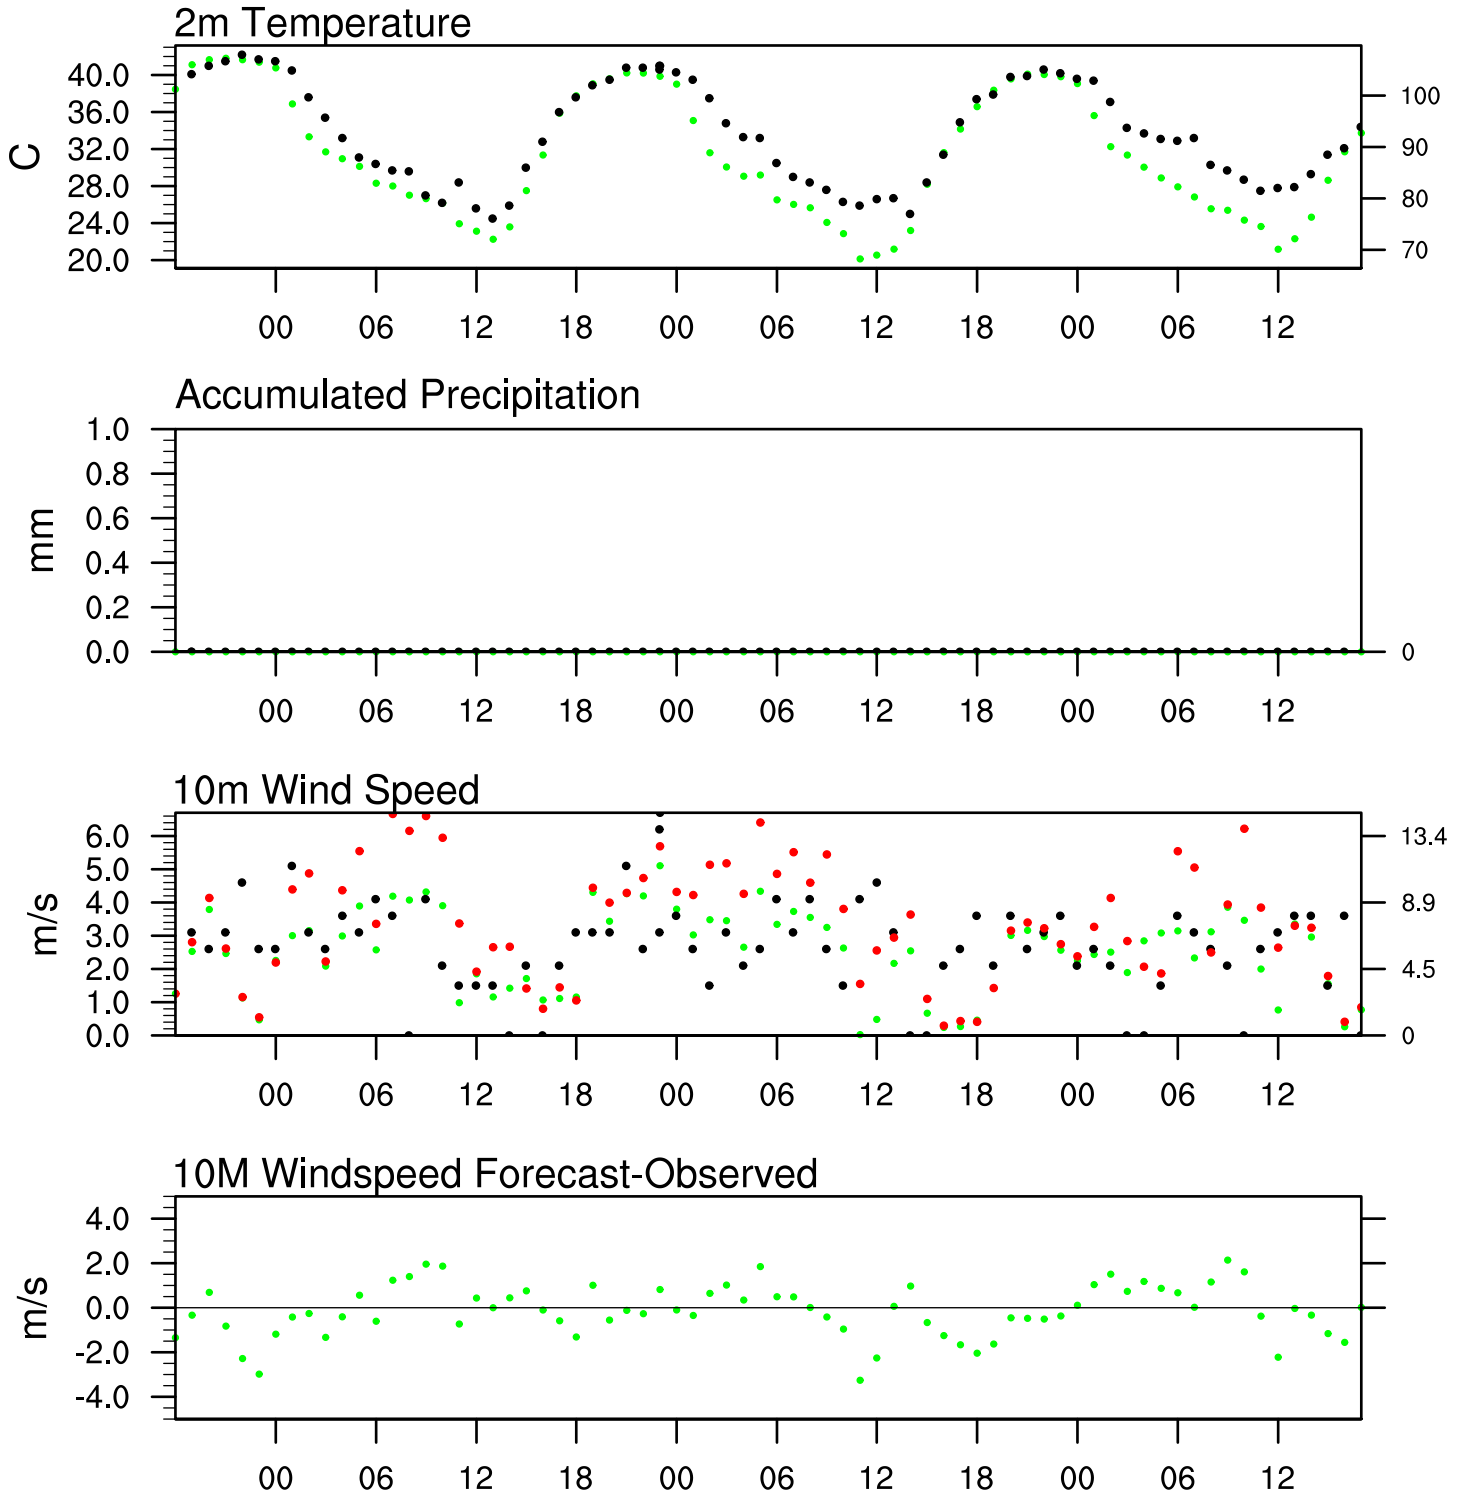 2m Temperature
C
40.0
36.0
32.0
28.0
24.0
20.0
100
90
80
70
00 06 12 18 00 06 12 18 00 06 12
Accumulated Precipitation
mm
1.0
0.8
0.6
0.4
0.2
0.0
0
00 06 12 18 00 06 12 18 00 06 12
10m Wind Speed
m/s
6.0
5.0
4.0
3.0
2.0
1.0
0.0
13.4
8.9
4.5
0
00 06 12 18 00 06 12 18 00 06 12
10M Windspeed Forecast-Observed
m/s
4.0
2.0
0.0
-2.0
-4.0
00 06 12 18 00 06 12 18 00 06 12